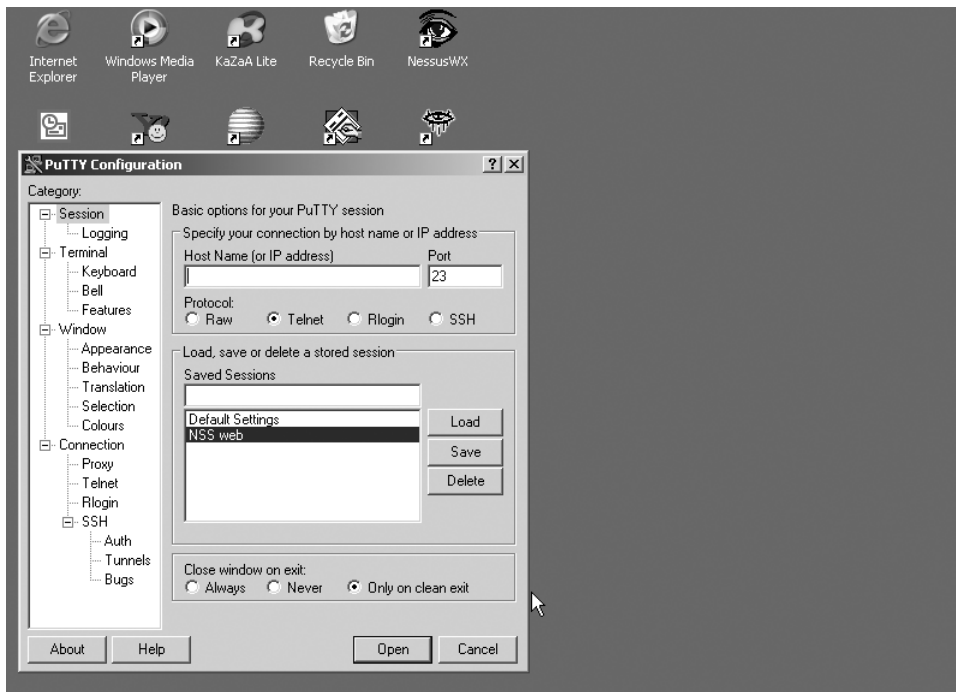 Internet Explorer
Windows Media Player
KaZaA Lite
Recycle Bin
NessusWX
PuTTY Configuration
Category:
Session
Logging
Terminal
Keyboard
Bell
Features
Window
Appearance
Behaviour
Translation
Selection
Colours
Connection
Proxy
Telnet
Rlogin
SSH
Auth
Tunnels
Bugs
Basic options for your PuTTY session
Specify your connection by host name or IP address
Host Name (or IP address)
Port
23
Protocol:
Raw
Telnet
Rlogin
SSH
Load, save or delete a stored session
Saved Sessions
Default Settings
NSS web
Load
Save
Delete
Close window on exit:
Always
Never
Only on clean exit
About
Help
Open
Cancel